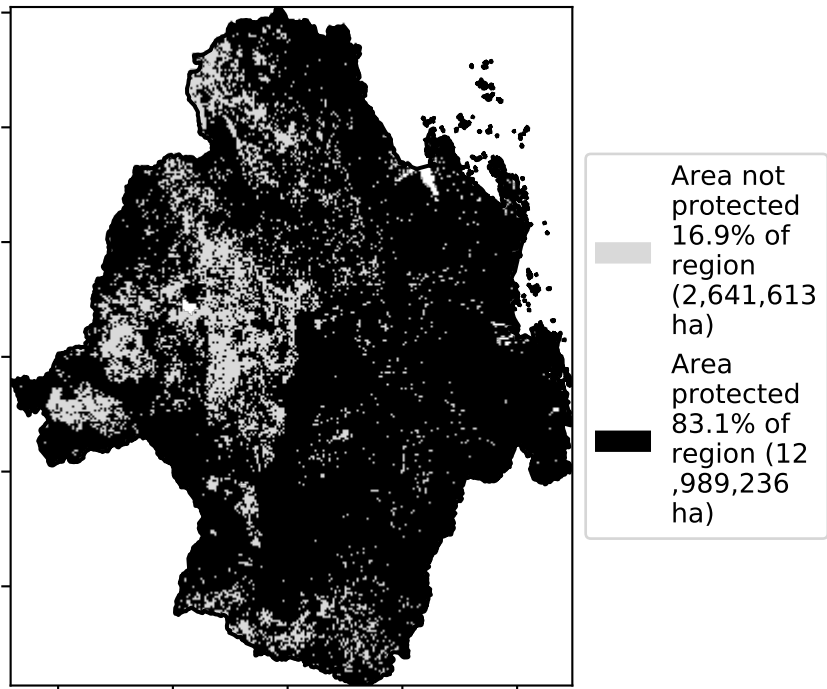 Area not
protected
16.9% of
region
(2,641,613
ha)
Area
protected
83.1% of
region (12
,989,236
ha)